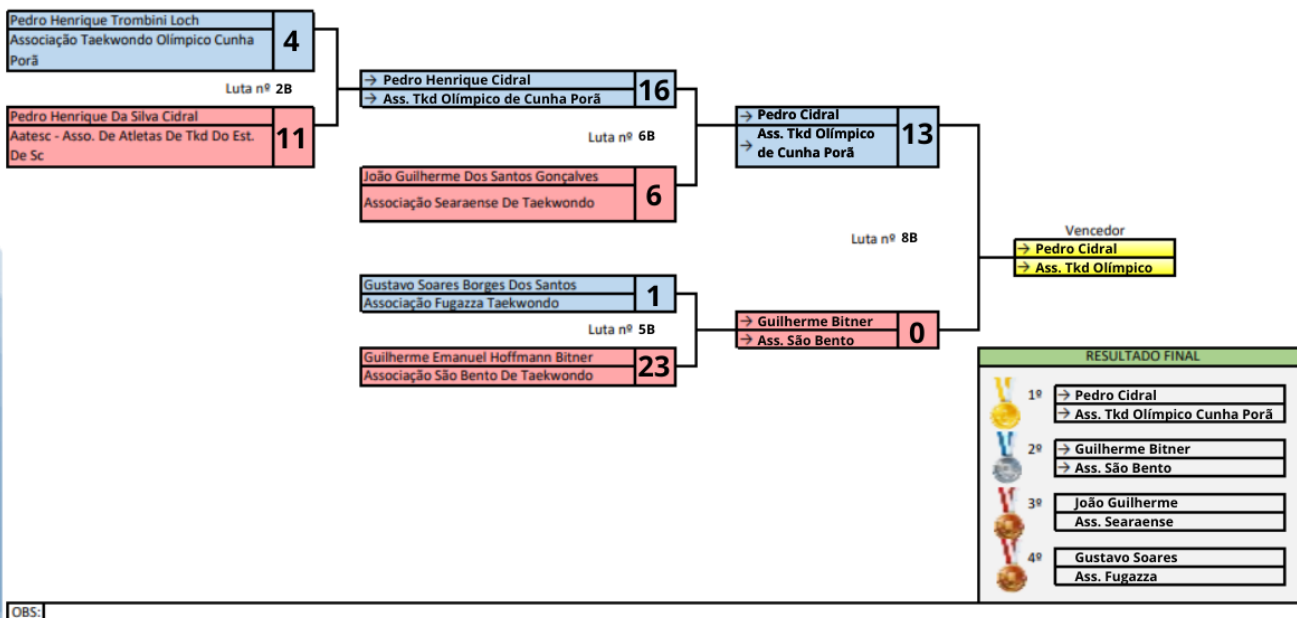 Pedro Henrique Trombini Loch
Associação Taekwondo Olímpico Cunha
Porã
4
Luta nº 2B
Pedro Henrique Da Silva Cidral
Aatesc - Asso. De Atletas De Tkd Do Est.
De Sc
11
→ Pedro Henrique Cidral
→ Ass. Tkd Olímpico de Cunha Porã
16
Luta nº 6B
João Guilherme Dos Santos Gonçalves
Associação Searaense De Taekwondo
6
Gustavo Soares Borges Dos Santos
Associação Fugazza Taekwondo
1
Luta nº 5B
Guilherme Emanuel Hoffmann Bitner
Associação São Bento De Taekwondo
23
→ Pedro Cidral
→ Ass. Tkd Olímpico
de Cunha Porã
13
Luta nº 8B
→ Guilherme Bitner
→ Ass. São Bento
0
Vencedor
→ Pedro Cidral
→ Ass. Tkd Olímpico
RESULTADO FINAL
1º → Pedro Cidral
→ Ass. Tkd Olímpico Cunha Porã
2º → Guilherme Bitner
→ Ass. São Bento
3º João Guilherme
Ass. Searaense
4º Gustavo Soares
Ass. Fugazza
OBS: